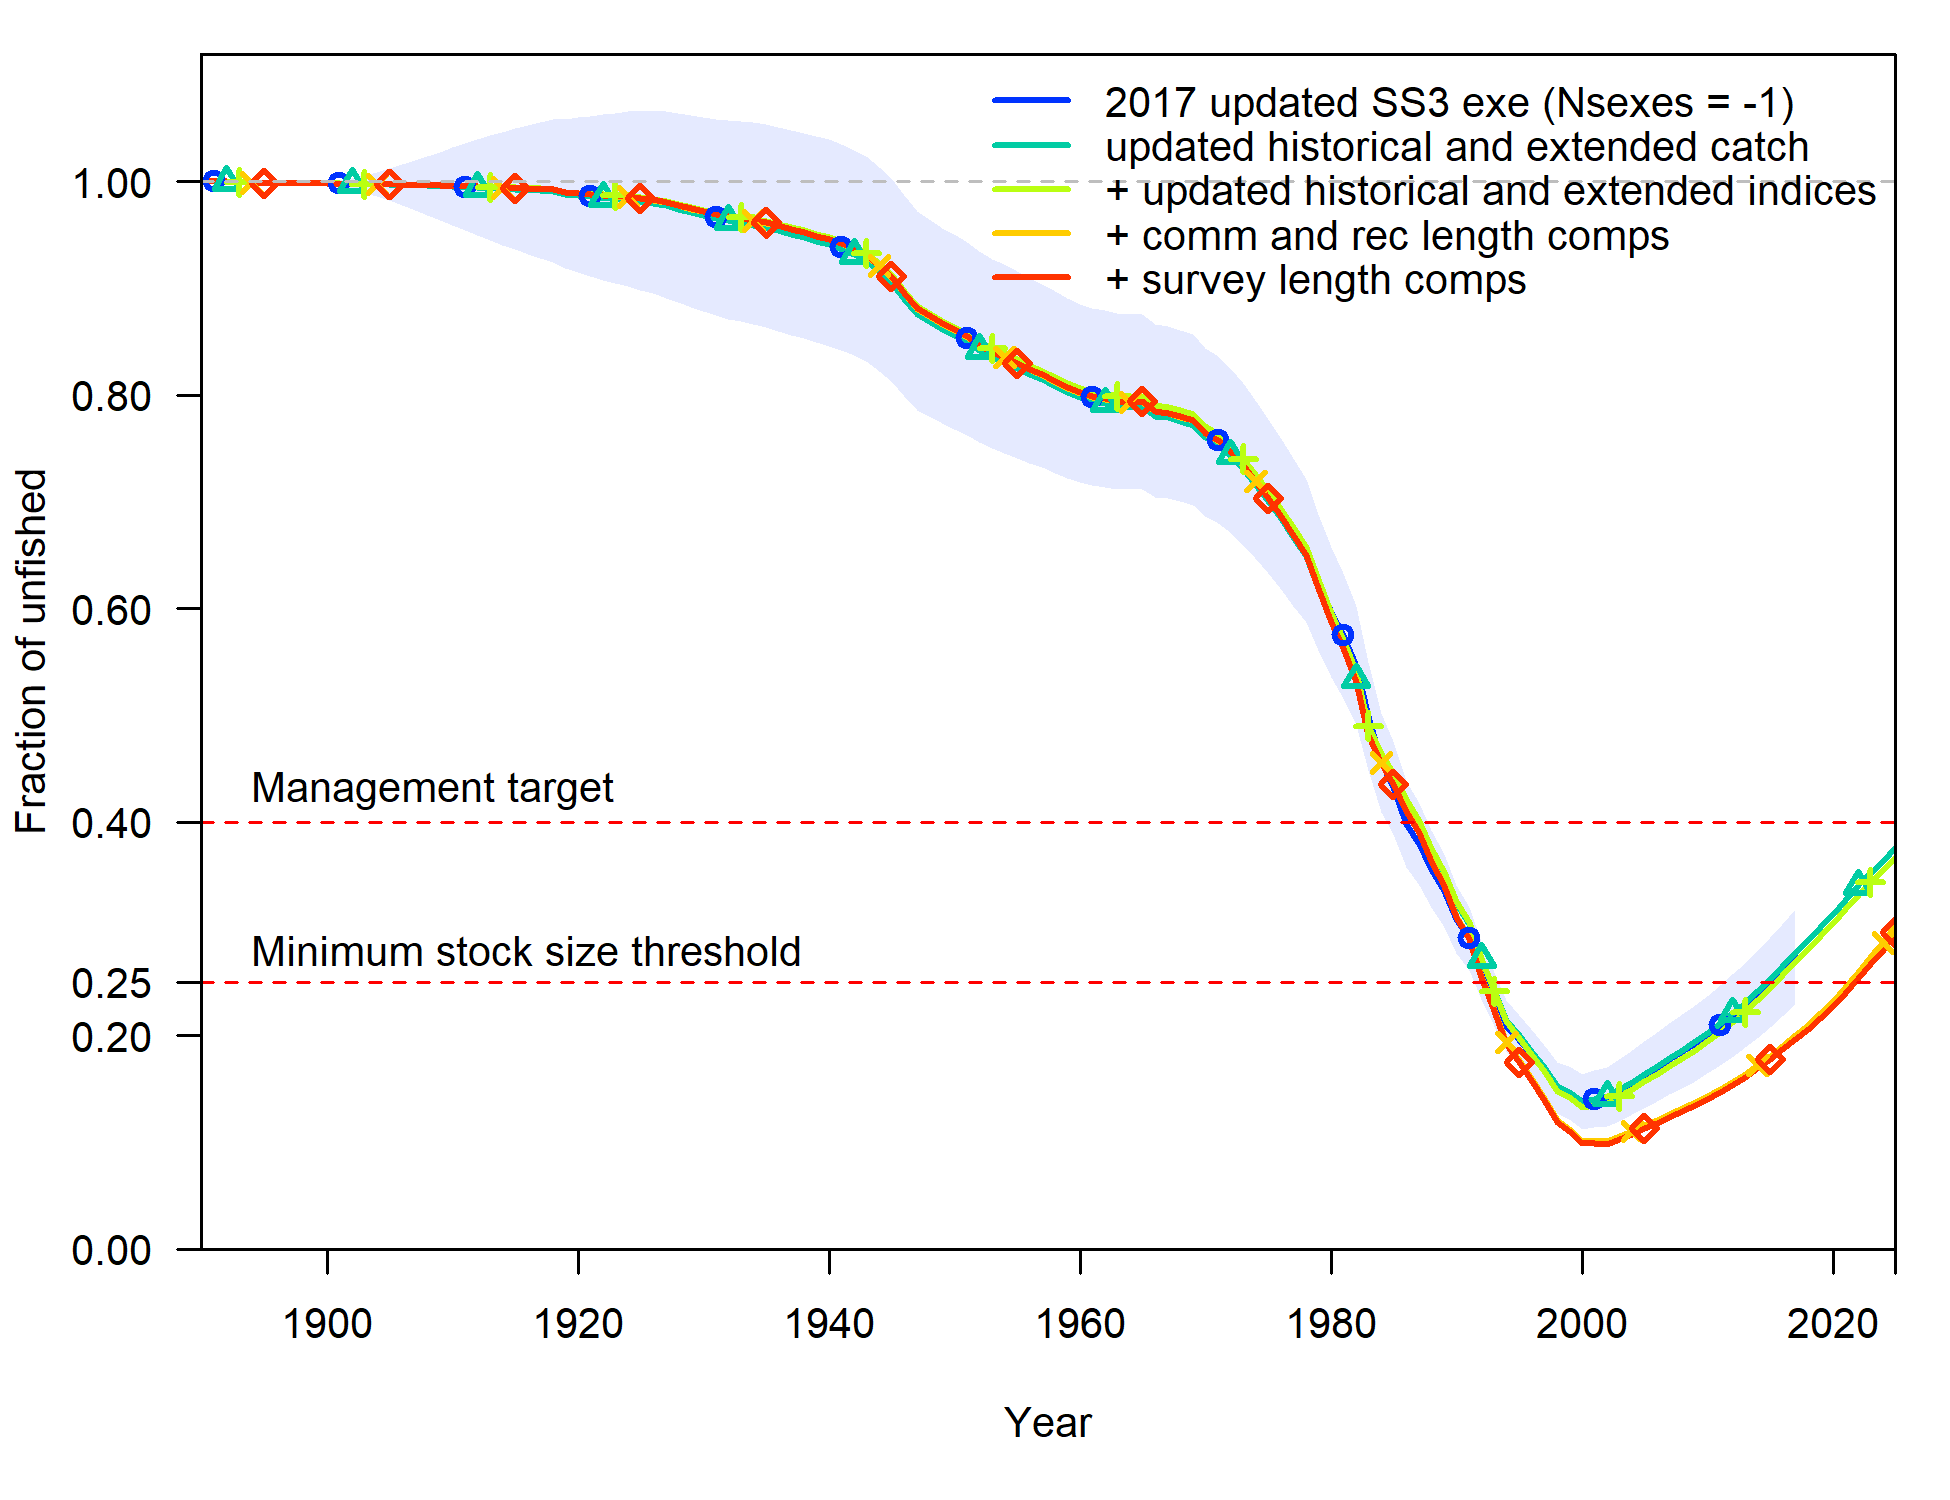 2017 updated SS3 exe (Nsexes = -1)
updated historical and extended catch
+ updated historical and extended indices
+ comm and rec length comps
+ survey length comps
1.00
0.80
0.60
0.40
0.25
0.20
0.00
Fraction of unfished
Management target
Minimum stock size threshold
1900 1920 1940 1960 1980 2000 2020
Year